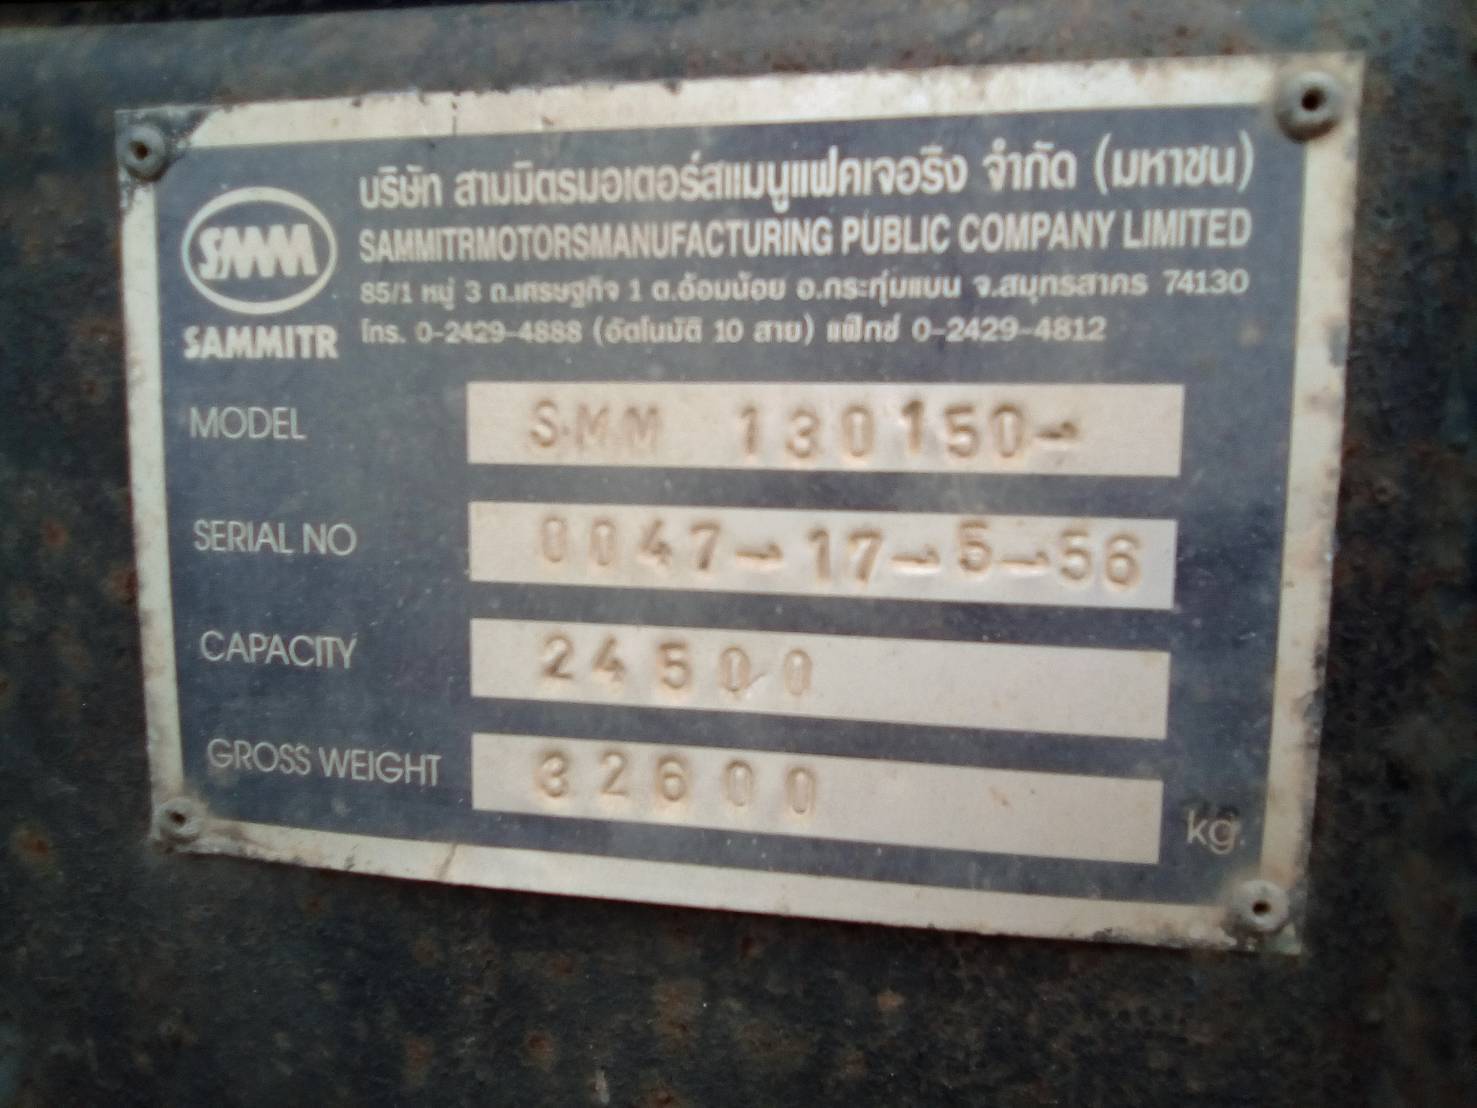 บริษัท สามมิตรมอเตอร์สแมนูแฟคเจอริง จำกัด (มหาชน)
SAMMITRMOTORSMANUFACTURING PUBLIC COMPANY LIMITED
85/1 หมู่ 3 ถ.เศรษฐกิจ 1 ต.อ้อมน้อย อ.กระทุ่มแบน จ.สมุทรสาคร 74130
โทร. 0-2429-4888 (อัตโนมัติ 10 สาย) แฟ็กซ์ 0-2429-4812
SMM
SAMMITR
MODEL SMM 130150-
SERIAL NO 0047-17-5-56
CAPACITY 24500
GROSS WEIGHT 32600 kg.